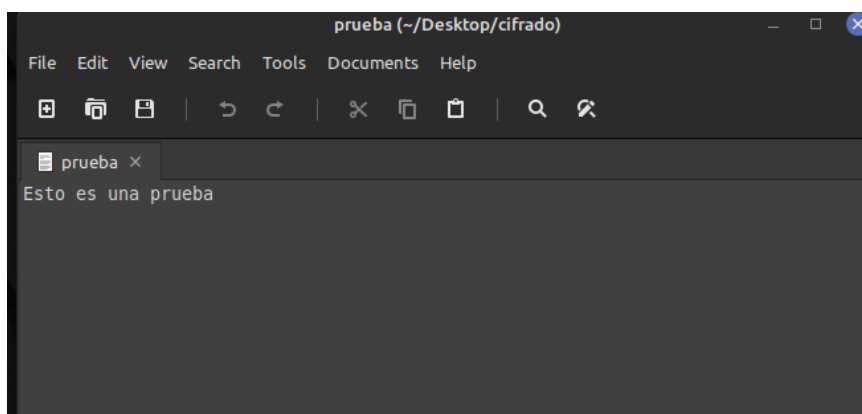 prueba (~/Desktop/cifrado)
File Edit View Search Tools Documents Help
prueba
Esto es una prueba